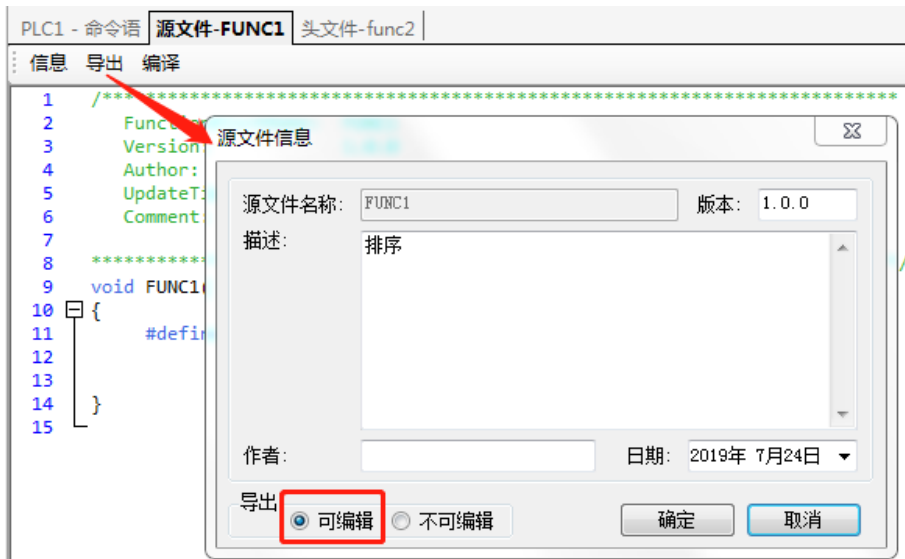 PLC1 - 命令语 源文件-FUNC1 头文件-func2
信息 导出 编译
1 /**************************************************************************
2 Function
3 Version 1.0.0
4 Author:
5 UpdateTi
6 Comment:
7
8 ***********
9 void FUNC1(
10 {
11 #defin
12
13
14 }
15
源文件信息
源文件名称: FUNC1 版本: 1.0.0
描述: 排序
作者: 日期: 2019年 7月24日
导出
可编辑 不可编辑 确定 取消